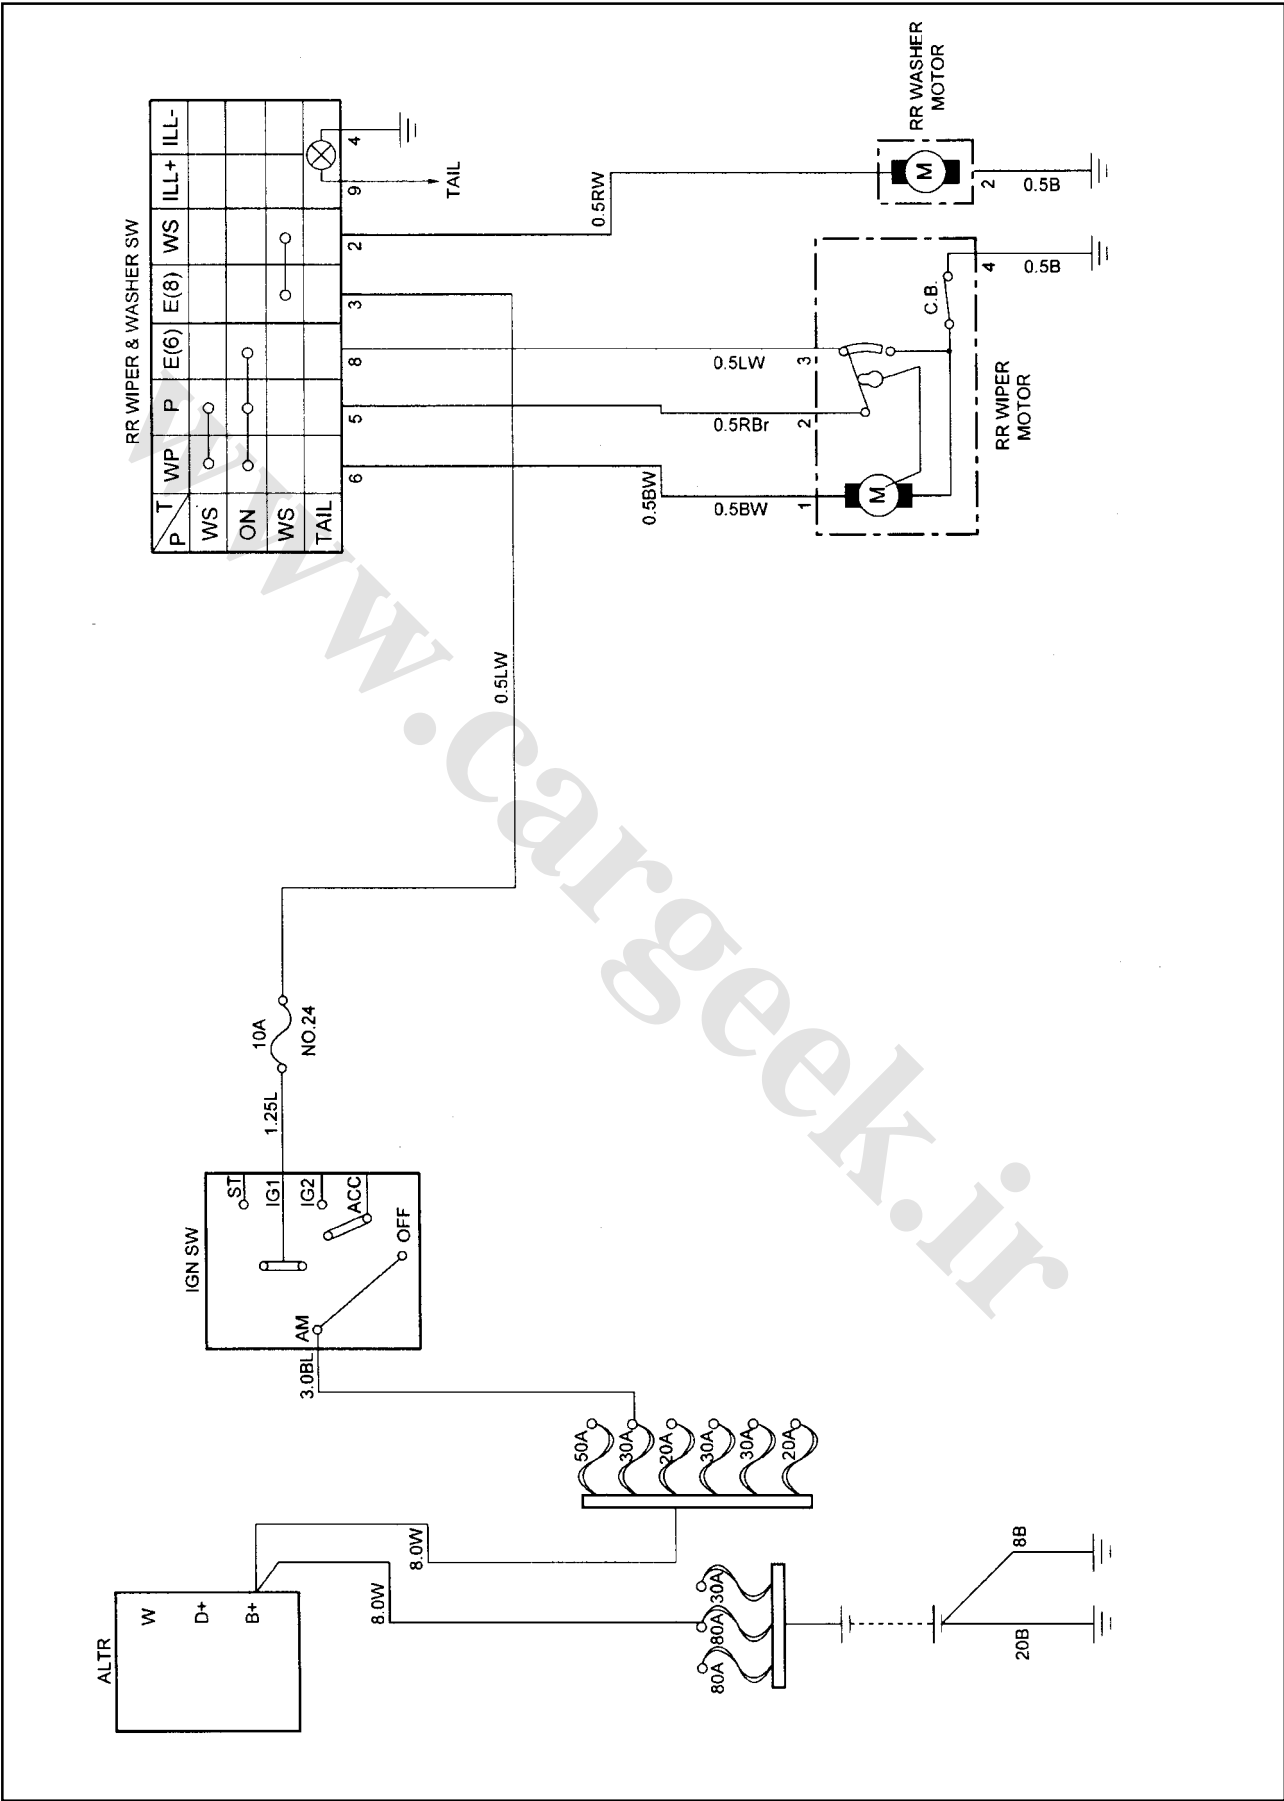 RR WIPER & WASHER SW
T
P
WP
P
E(6)
E(8)
WS
ILL+
ILL-
WS
ON
WS
TAIL
6
5
8
3
2
9
4
TAIL
0.5RW
RR WASHER
MOTOR
M
2
0.5B
0.5LW
3
0.5RBr
2
0.5BW
0.5BW
1
M
C.B.
4
0.5B
RR WIPER
MOTOR
0.5LW
10A
NO.24
1.25L
IGN SW
ST
IG1
IG2
ACC
OFF
AM
3.0BL
50A
30A
20A
30A
30A
20A
ALTR
W
D+
B+
8.0W
8.0W
80A
80A
30A
8B
20B
www.cargeek.ir